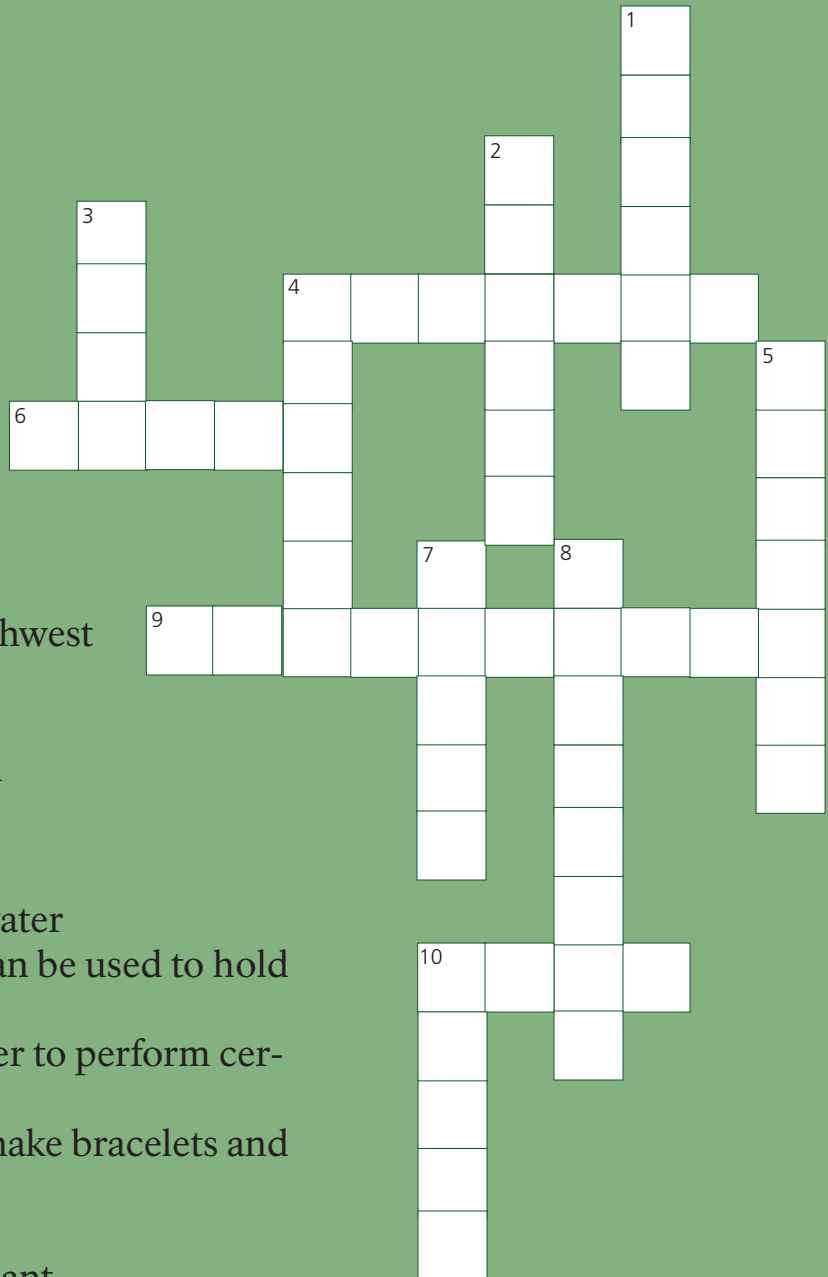 1
2
3
4
5
6
7
8
9
hwest
ater
an be used to hold
10
er to perform cer-
make bracelets and
ant